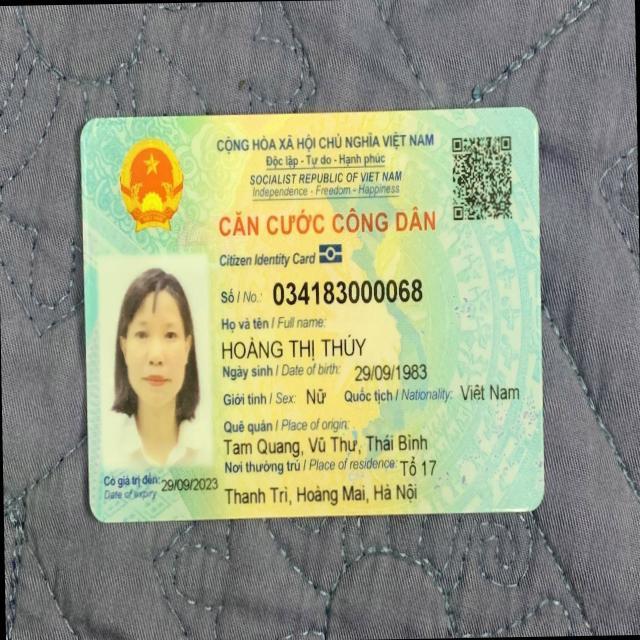 CỘNG HÒA XÃ HỘI CHỦ NGHĨA VIỆT NAM
Độc lập - Tự do - Hạnh phúc
SOCIALIST REPUBLIC OF VIET NAM
Independence - Freedom - Happiness
CĂN CƯỚC CÔNG DÂN
Citizen Identity Card
Số / No.: 034183000068
Họ và tên / Full name:
HOÀNG THỊ THÚY
Ngày sinh / Date of birth: 29/09/1983
Giới tính / Sex: Nữ Quốc tịch / Nationality: Việt Nam
Quê quán / Place of origin:
Tam Quang, Vũ Thư, Thái Bình
Nơi thường trú / Place of residence: Tổ 17
Thanh Trì, Hoàng Mai, Hà Nội
Có giá trị đến: 29/09/2023
Date of expiry